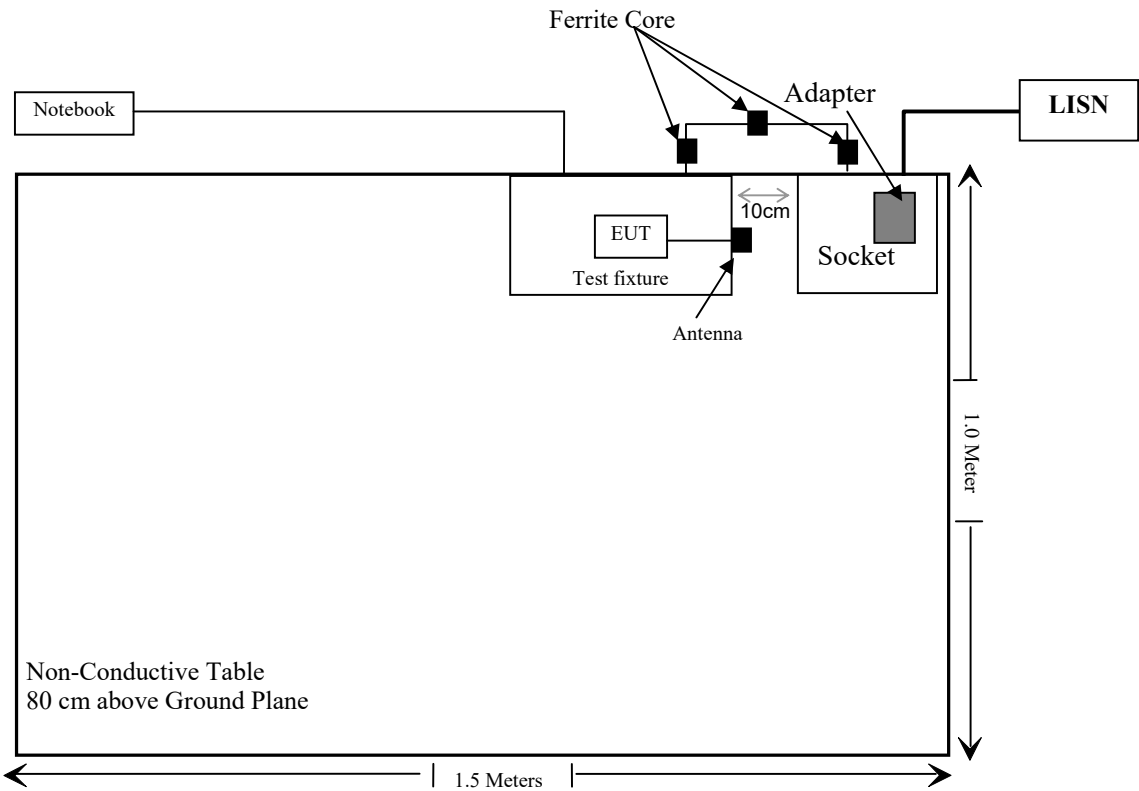 Ferrite Core
Notebook
Adapter
LISN
10cm
EUT
Socket
Test fixture
Antenna
1.0 Meter
Non-Conductive Table
80 cm above Ground Plane
1.5 Meters